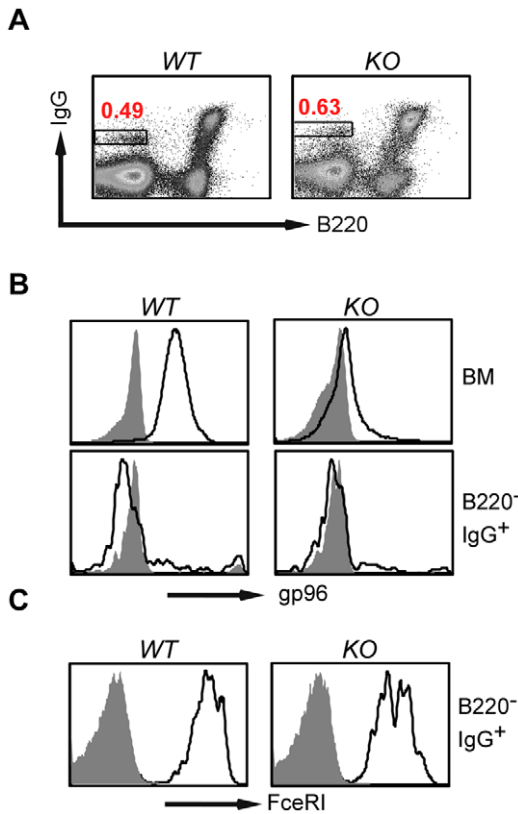 A
WT
KO
IgG
0.49
0.63
B220
B
WT
KO
BM
B220⁻
IgG⁺
gp96
C
WT
KO
B220⁻
IgG⁺
FceRI